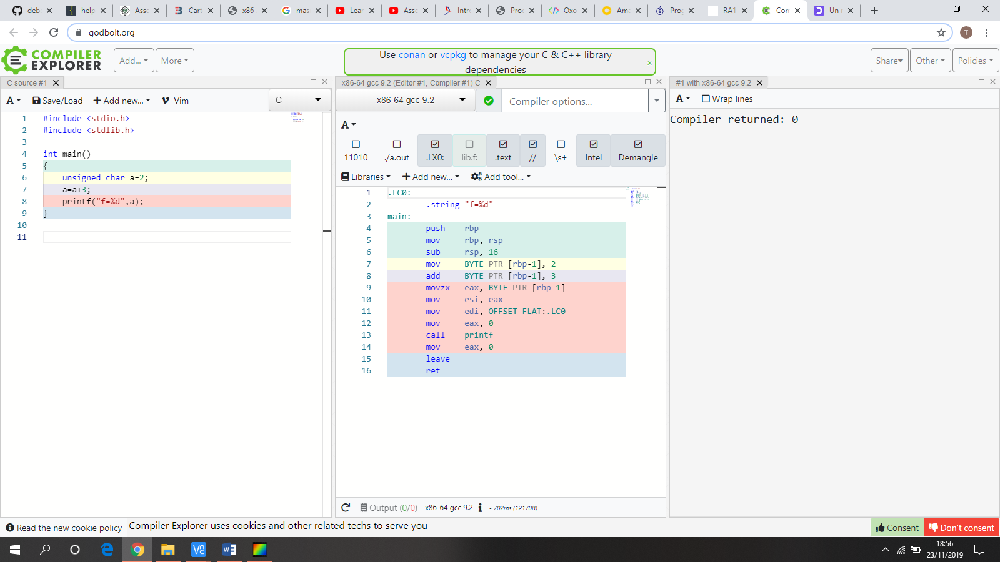 deb
help
Asse
Cart
x86
mas
Lear
Asse
Intro
Proc
Oxc
Ama
Prog
RA1
Con
Un r
godbolt.org
T
COMPILER
EXPLORER
Add...
More
Use conan or vcpkg to manage your C & C++ library
dependencies
×
Share
Other
Policies
C source #1
x86-64 gcc 9.2 (Editor #1, Compiler #1) C
#1 with x86-64 gcc 9.2
A
Save/Load
Add new...
Vim
C
x86-64 gcc 9.2
Compiler options...
A
Wrap lines
1 #include <stdio.h>
2 #include <stdlib.h>
3
4 int main()
5 {
6     unsigned char a=2;
7     a=a+3;
8     printf("f=%d",a);
9 }
10
11
A
11010
./a.out
.LX0:
lib.f:
.text
//
\s+
Intel
Demangle
Libraries
Add new...
Add tool...
1 .LC0:
2         .string "f=%d"
3 main:
4         push    rbp
5         mov     rbp, rsp
6         sub     rsp, 16
7         mov     BYTE PTR [rbp-1], 2
8         add     BYTE PTR [rbp-1], 3
9         movzx   eax, BYTE PTR [rbp-1]
10         mov     esi, eax
11         mov     edi, OFFSET FLAT:.LC0
12         mov     eax, 0
13         call    printf
14         mov     eax, 0
15         leave
16         ret
Compiler returned: 0
Output (0/0) x86-64 gcc 9.2 i - 702ms (12170B)
Read the new cookie policy
Compiler Explorer uses cookies and other related techs to serve you
Consent
Don't consent
18:56
23/11/2019